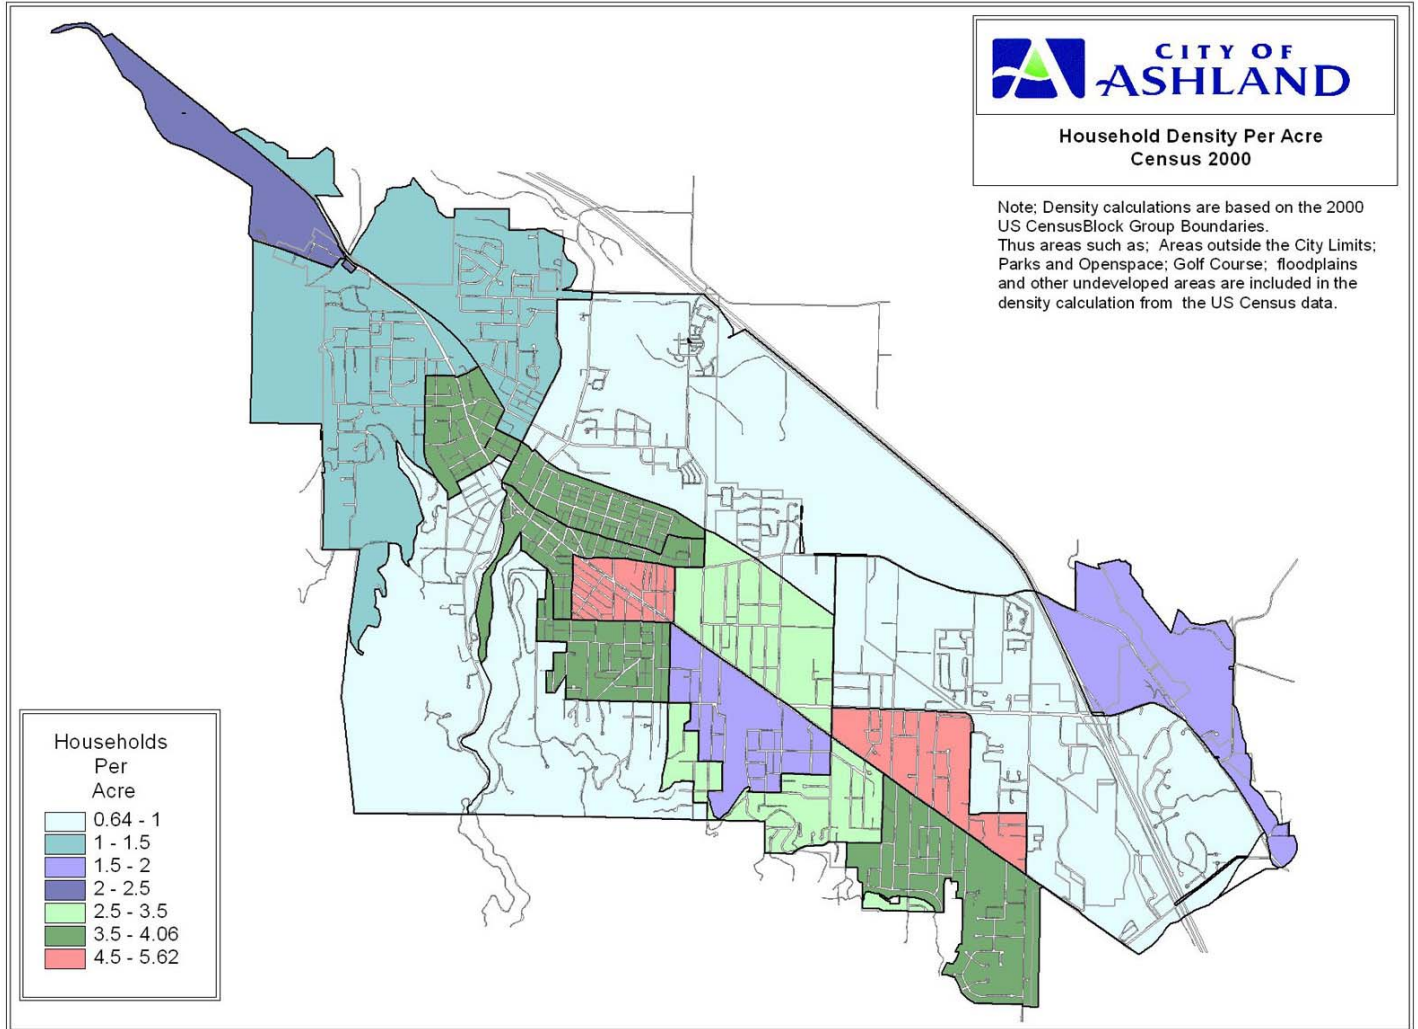 CITY OF
ASHLAND
Household Density Per Acre
Census 2000
Note; Density calculations are based on the 2000
US CensusBlock Group Boundaries.
Thus areas such as;  Areas outside the City Limits;
Parks and Openspace; Golf Course;  floodplains
and other undeveloped areas are included in the
density calculation from  the US Census data.
Households
Per
Acre
0.64 - 1
1 - 1.5
1.5 - 2
2 - 2.5
2.5 - 3.5
3.5 - 4.06
4.5 - 5.62